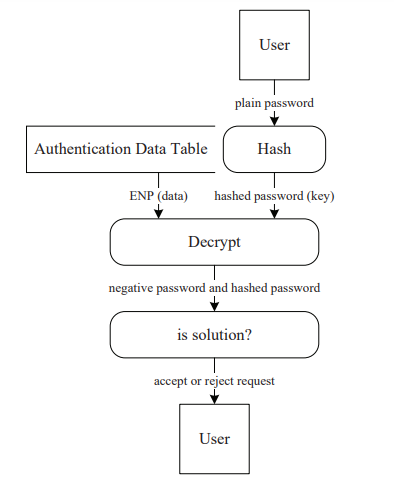 User
plain password
Authentication Data Table
Hash
ENP (data)
hashed password (key)
Decrypt
negative password and hashed password
is solution?
accept or reject request
User